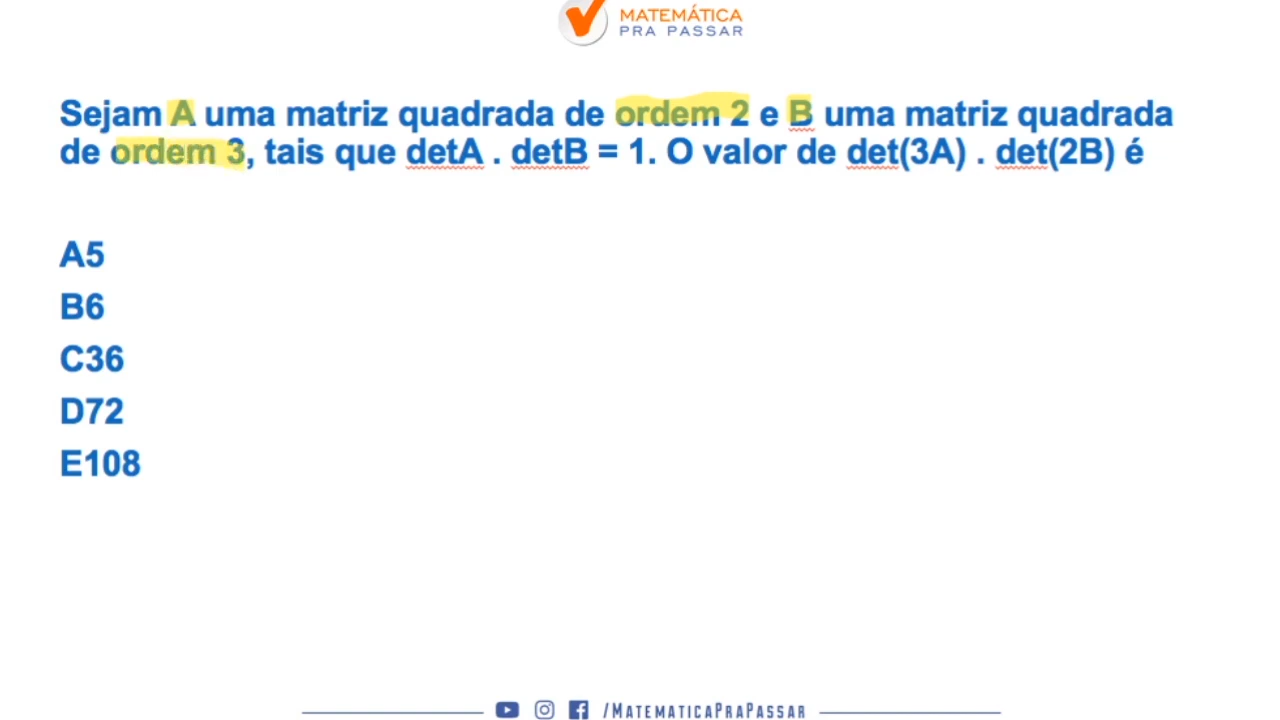 MATEMÁTICA
PRA PASSAR
Sejam A uma matriz quadrada de ordem 2 e B uma matriz quadrada
de ordem 3, tais que detA . detB = 1. O valor de det(3A) . det(2B) é
A5
B6
C36
D72
E108
/MATEMATICAPRAPASSAR